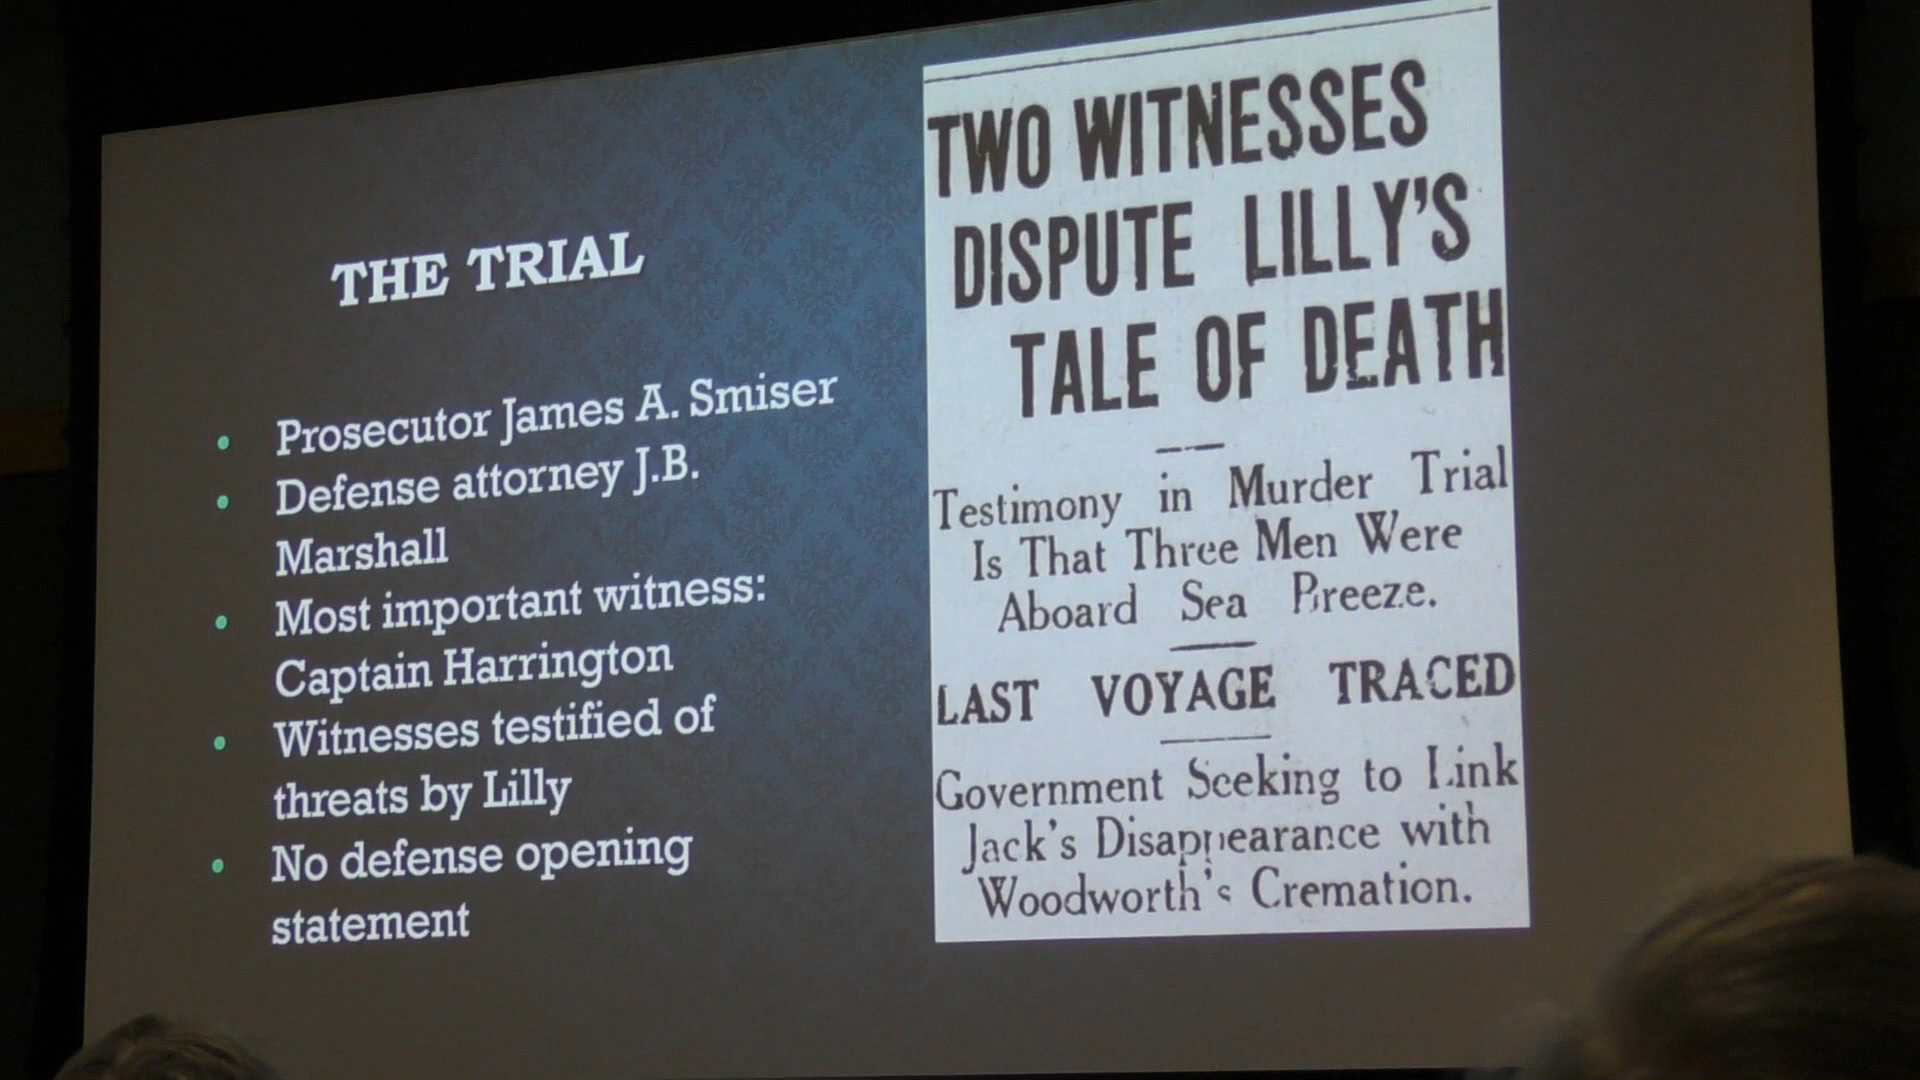 THE TRIAL
Prosecutor James A. Smiser
Defense attorney J.B.
Marshall
Most important witness:
Captain Harrington
Witnesses testified of
threats by Lilly
No defense opening
statement
TWO WITNESSES
DISPUTE LILLY'S
TALE OF DEATH
Testimony in Murder Trial
Is That Three Men Were
Aboard Sea Breeze.
LAST VOYAGE TRACED
Government Seeking to Link
Jack's Disappearance with
Woodworth's Cremation.